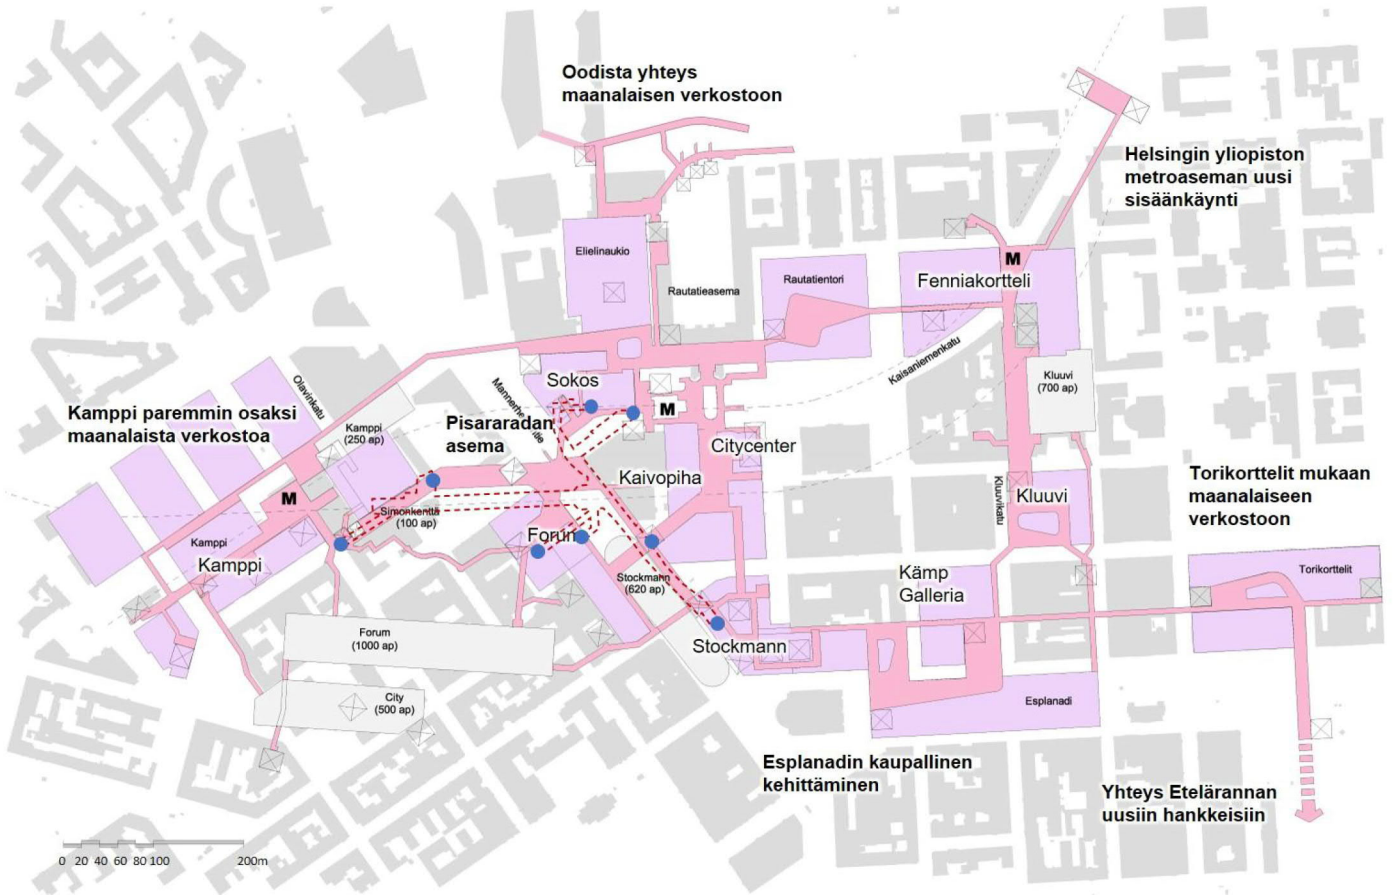 Oodista yhteys
maanalaisen verkostoon
Helsingin yliopiston
metroaseman uusi
sisäänkäynti
Elielinaukio
M
Fenniakortteli
Rautatientori
Rautatieasema
Kaisaniemenkatu
Kluuvi
(700 ap)
Olavinkatu
Sokos
M
Kamppi paremmin osaksi
maanalaista verkostoa
Kamppi
(250 ap)
Pisararadan
asema
Citycenter
Kaivopiha
Torikorttelit mukaan
maanalaiseen
verkostoon
M
Kluuvi
Kluuvikatu
Simonkenttä
(100 ap)
Forum
Kamppi
Kamppi
Stockmann
(620 ap)
Kämp
Galleria
Torikorttelit
Forum
(1000 ap)
Stockmann
City
(500 ap)
Esplanadi
Esplanadin kaupallinen
kehittäminen
Yhteys Etelärannan
uusiin hankkeisiin
0 20 40 60 80 100 200m